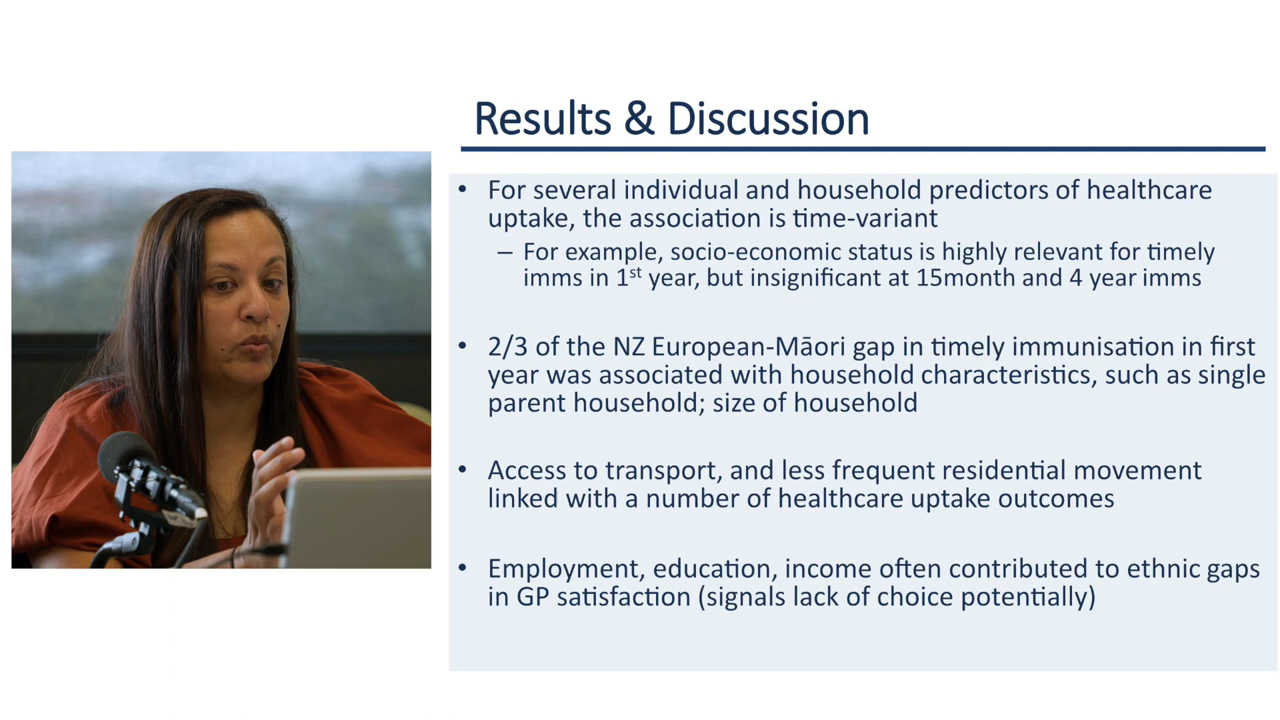 Results & Discussion
• For several individual and household predictors of healthcare
uptake, the association is time-variant
– For example, socio-economic status is highly relevant for timely
imms in 1st year, but insignificant at 15month and 4 year imms
• 2/3 of the NZ European-Māori gap in timely immunisation in first
year was associated with household characteristics, such as single
parent household; size of household
• Access to transport, and less frequent residential movement
linked with a number of healthcare uptake outcomes
• Employment, education, income often contributed to ethnic gaps
in GP satisfaction (signals lack of choice potentially)